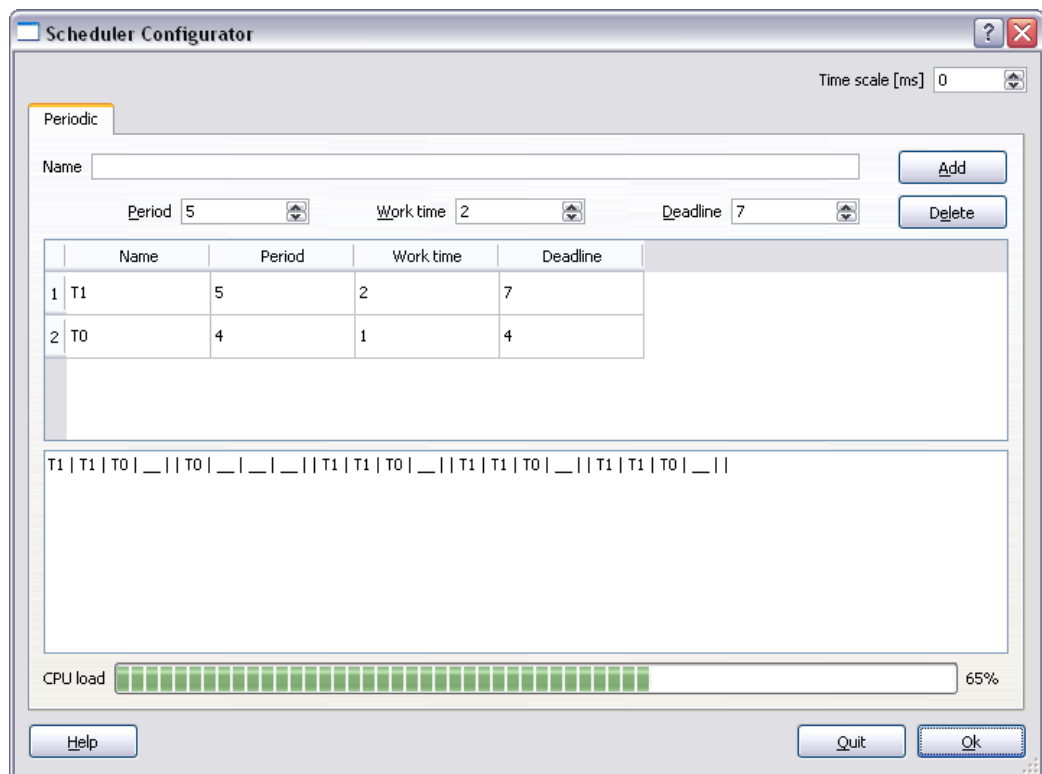 Scheduler Configurator
Time scale [ms] 0
Periodic
Name Add
Period 5 Work time 2 Deadline 7 Delete
Name Period Work time Deadline
1 T1 5 2 7
2 T0 4 1 4
T1 | T1 | T0 | __ | | T0 | __ | __ | __ | | T1 | T1 | T0 | __ | | T1 | T1 | T0 | __ | | T1 | T1 | T0 | __ | |
CPU load 65%
Help Quit Ok